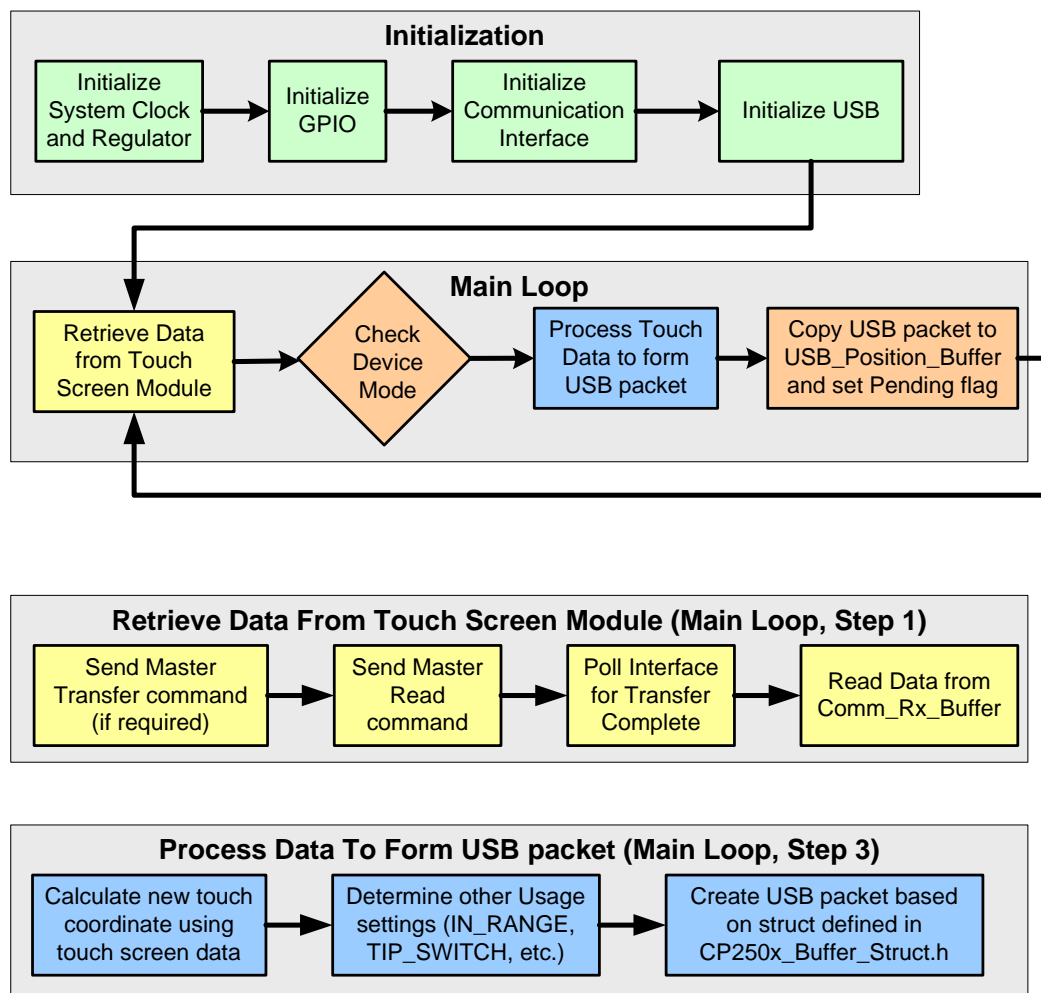 Initialization
Initialize
System Clock
and Regulator
Initialize
GPIO
Initialize
Communication
Interface
Initialize USB
Main Loop
Retrieve Data
from Touch
Screen Module
Check
Device
Mode
Process Touch
Data to form
USB packet
Copy USB packet to
USB_Position_Buffer
and set Pending flag
Retrieve Data From Touch Screen Module (Main Loop, Step 1)
Send Master
Transfer command
(if required)
Send Master
Read
command
Poll Interface
for Transfer
Complete
Read Data from
Comm_Rx_Buffer
Process Data To Form USB packet (Main Loop, Step 3)
Calculate new touch
coordinate using
touch screen data
Determine other Usage
settings (IN_RANGE,
TIP_SWITCH, etc.)
Create USB packet based
on struct defined in
CP250x_Buffer_Struct.h